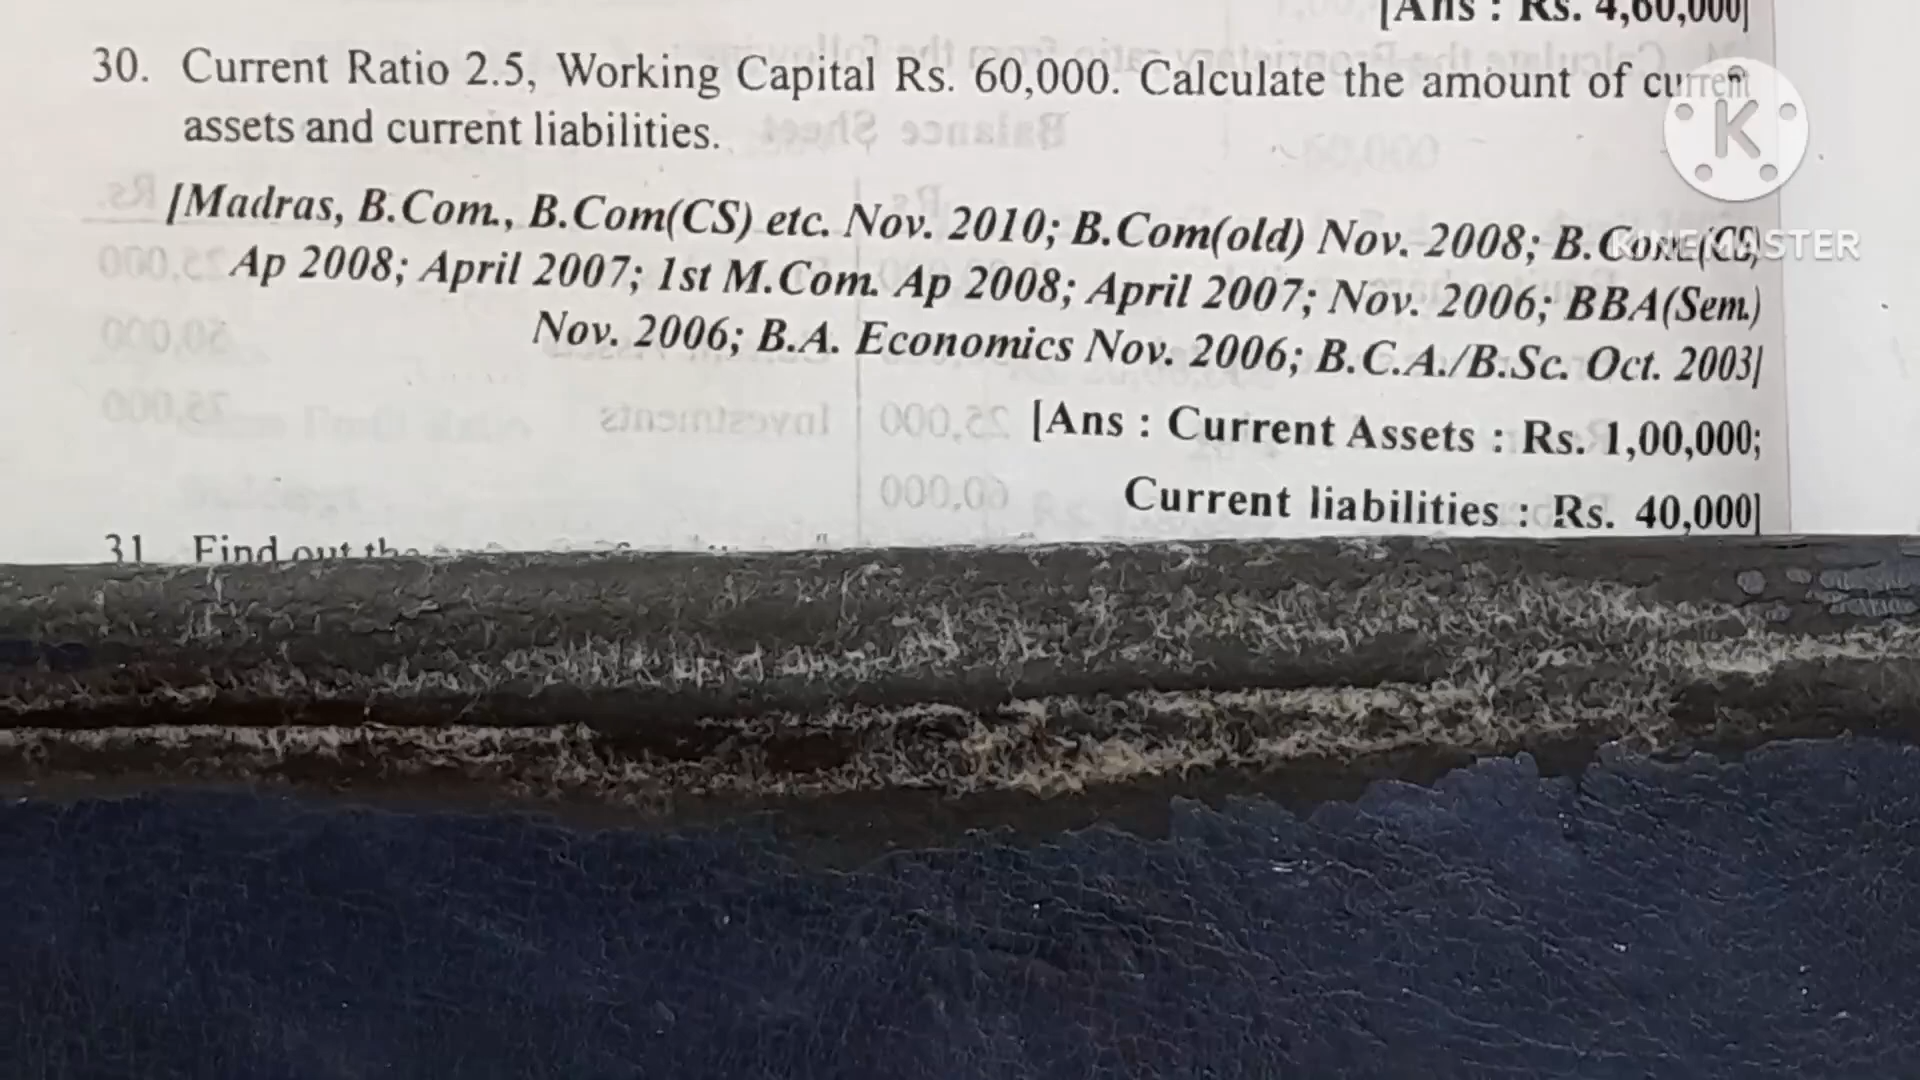 [Ans : Rs. 4,60,000]
30. Current Ratio 2.5, Working Capital Rs. 60,000. Calculate the amount of current
assets and current liabilities.
[Madras, B.Com., B.Com(CS) etc. Nov. 2010; B.Com(old) Nov. 2008; B.Com(CS)
Ap 2008; April 2007; 1st M.Com. Ap 2008; April 2007; Nov. 2006; BBA(Sem.)
Nov. 2006; B.A. Economics Nov. 2006; B.C.A./B.Sc. Oct. 2003]
[Ans : Current Assets : Rs. 1,00,000;
Current liabilities : Rs. 40,000]
31 Find out the
K
KINEMASTER